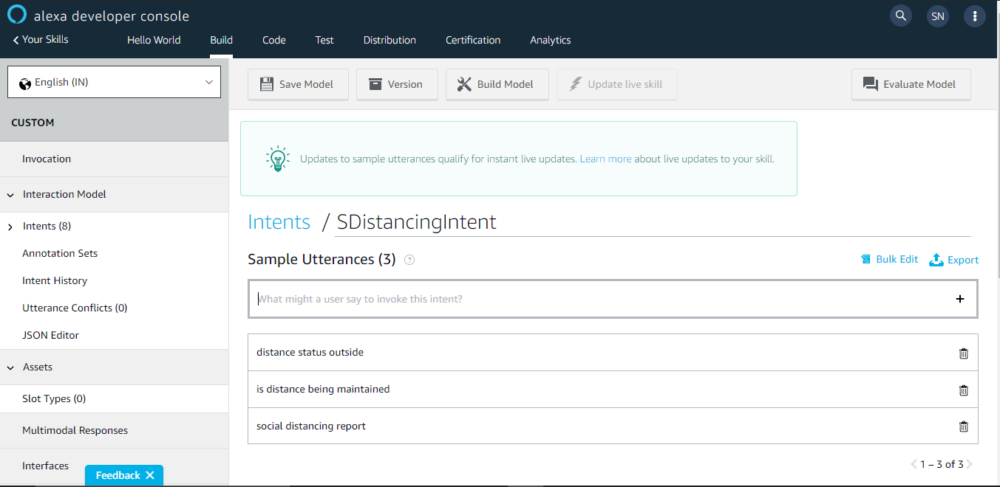 alexa developer console
SN
Your Skills
Hello World
Build
Code
Test
Distribution
Certification
Analytics
English (IN)
Save Model
Version
Build Model
Update live skill
Evaluate Model
CUSTOM
Invocation
Interaction Model
Intents (8)
Annotation Sets
Intent History
Utterance Conflicts (0)
JSON Editor
Assets
Slot Types (0)
Multimodal Responses
Interfaces
Feedback
Updates to sample utterances qualify for instant live updates. Learn more about live updates to your skill.
Intents / SDistancingIntent
Sample Utterances (3) ?
Bulk Edit
Export
What might a user say to invoke this intent?
distance status outside
is distance being maintained
social distancing report
1 – 3 of 3